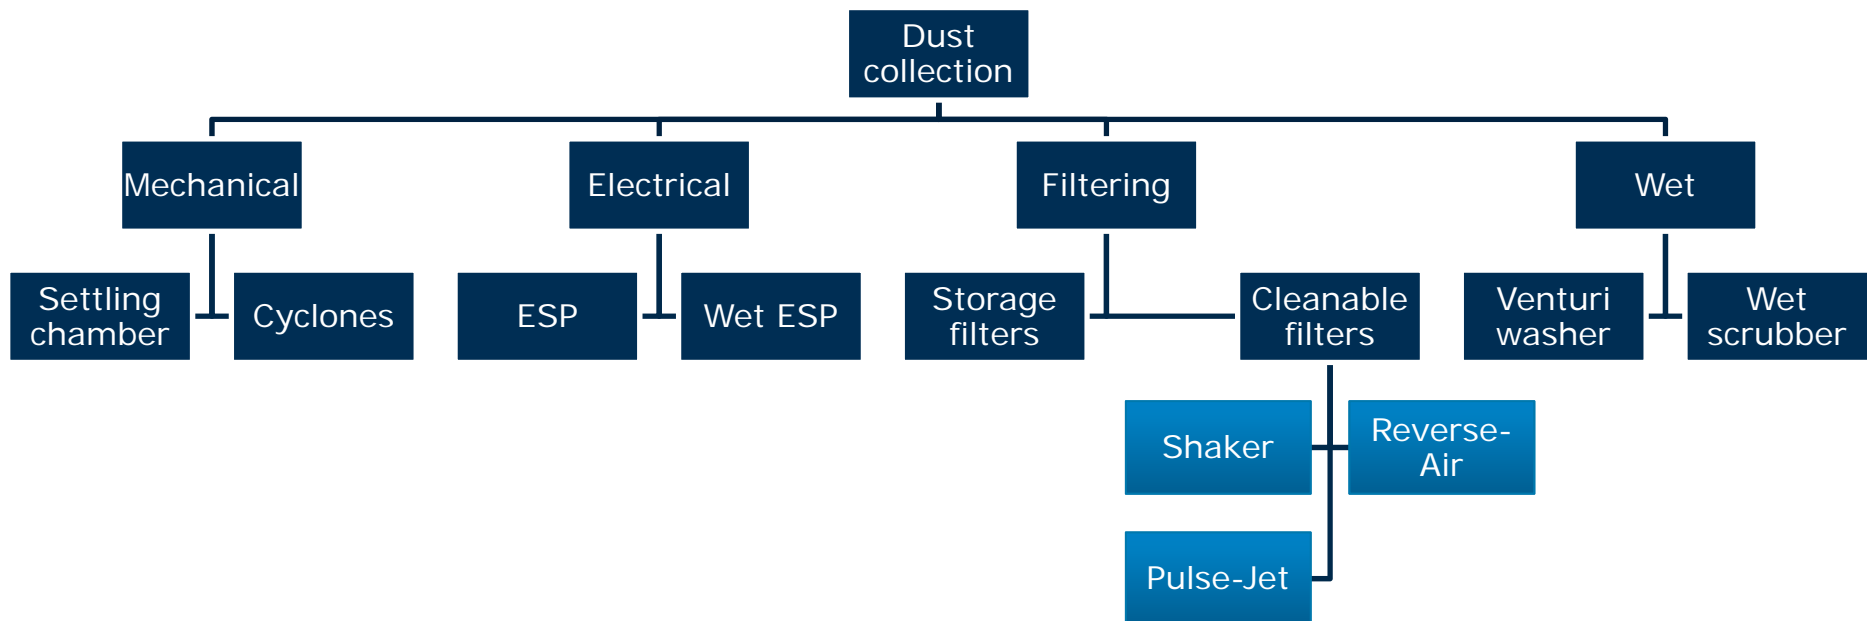 Dust
collection
Mechanical
Electrical
Filtering
Wet
Settling
chamber
Cyclones
ESP
Wet ESP
Storage
filters
Cleanable
filters
Venturi
washer
Wet
scrubber
Shaker
Reverse-
Air
Pulse-Jet